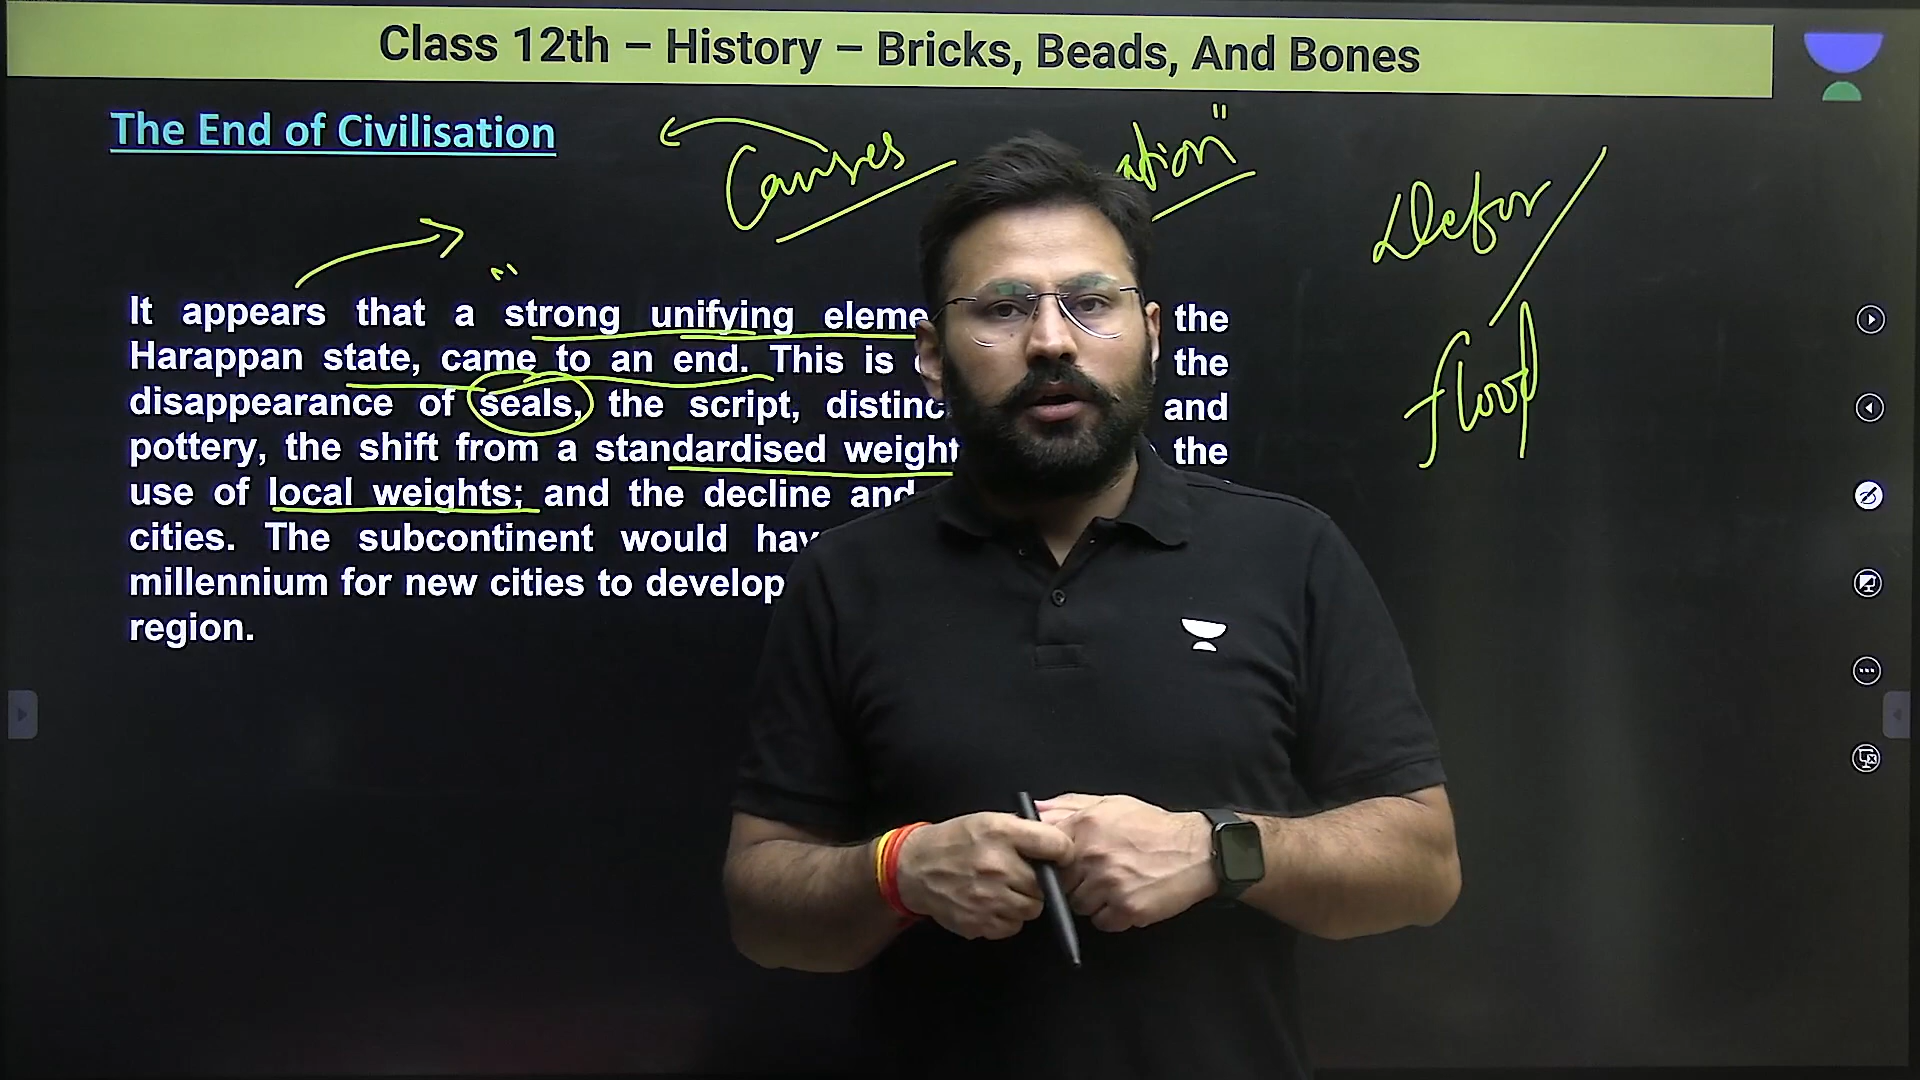 Class 12th – History – Bricks, Beads, And Bones
The End of Civilisation
Causes
ation"
Defor
flood
It appears that a strong unifying eleme the
Harappan state, came to an end. This is the
disappearance of seals, the script, distinc and
pottery, the shift from a standardised weight the
use of local weights; and the decline and
cities. The subcontinent would hav
millennium for new cities to develop
region.